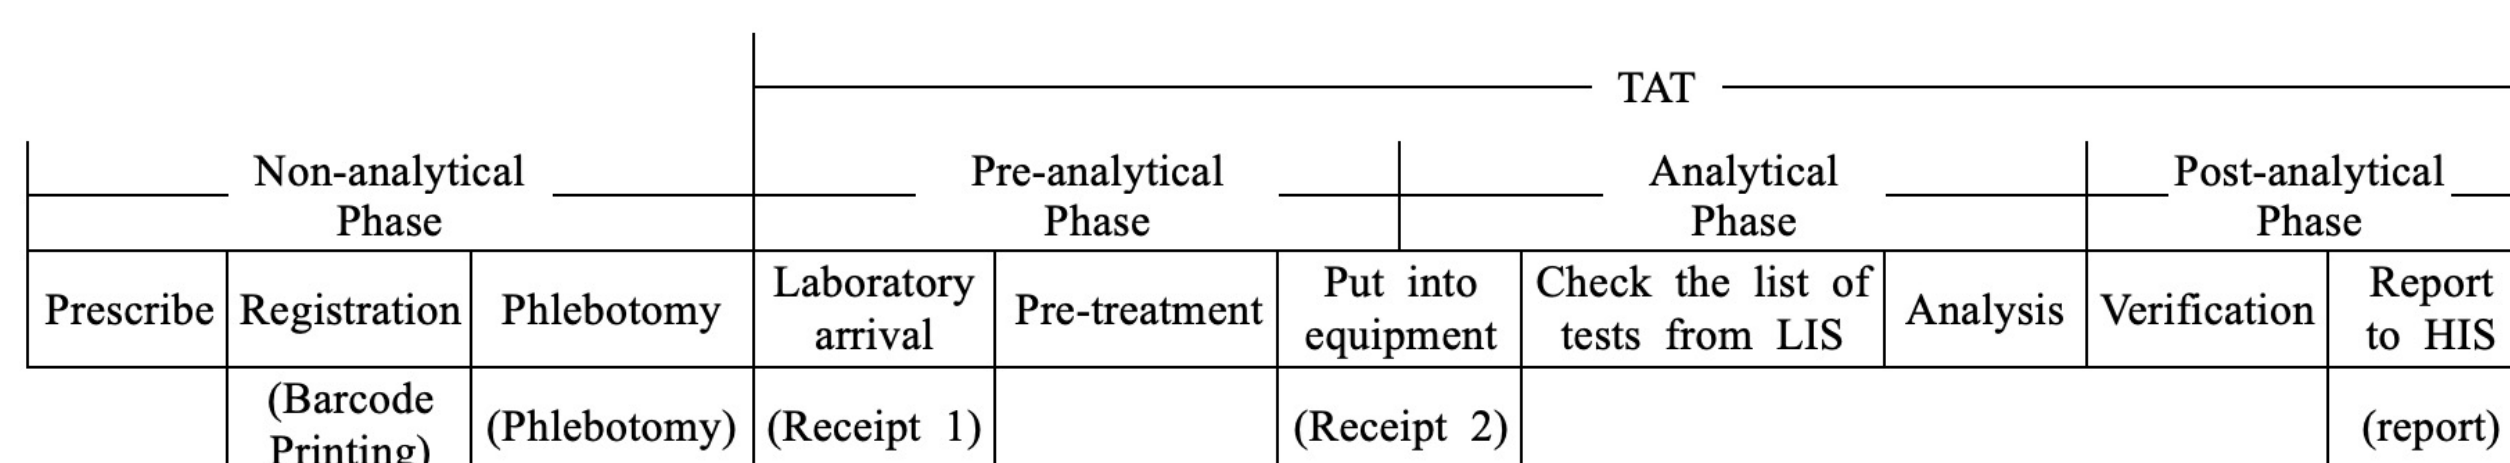 TAT
Non-analytical Phase
Pre-analytical Phase
Analytical Phase
Post-analytical Phase
Prescribe
Registration
Phlebotomy
Laboratory arrival
Pre-treatment
Put into equipment
Check the list of tests from LIS
Analysis
Verification
Report to HIS
(Barcode Printing)
(Phlebotomy)
(Receipt 1)
(Receipt 2)
(report)